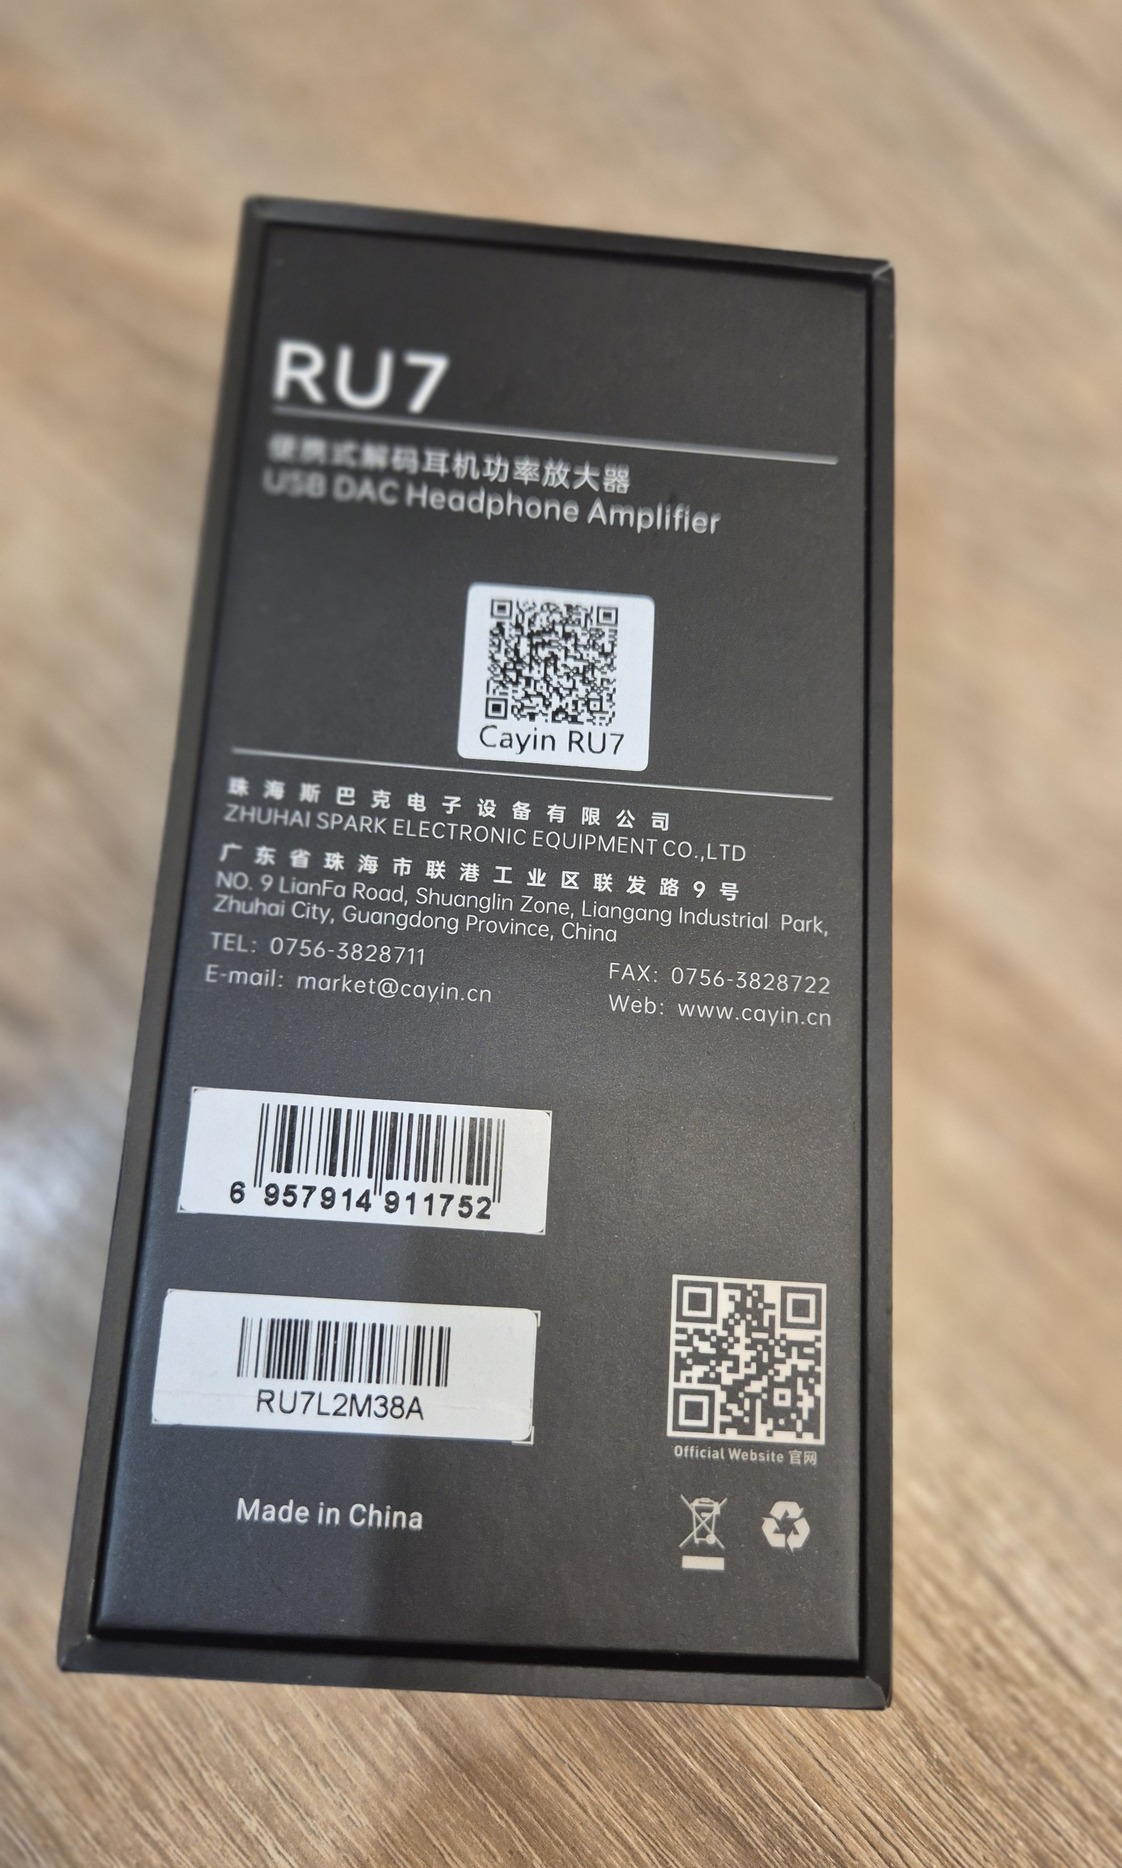 RU7
便携式解码耳机功率放大器
USB DAC Headphone Amplifier
Cayin RU7
珠海斯巴克电子设备有限公司
ZHUHAI SPARK ELECTRONIC EQUIPMENT CO.,LTD
广东省珠海市联港工业区联发路9号
NO. 9 LianFa Road, Shuanglin Zone, Liangang Industrial Park,
Zhuhai City, Guangdong Province, China
TEL: 0756-3828711
FAX: 0756-3828722
E-mail: market@cayin.cn
Web: www.cayin.cn
6 957914 911752
RU7L2M38A
Official Website 官网
Made in China